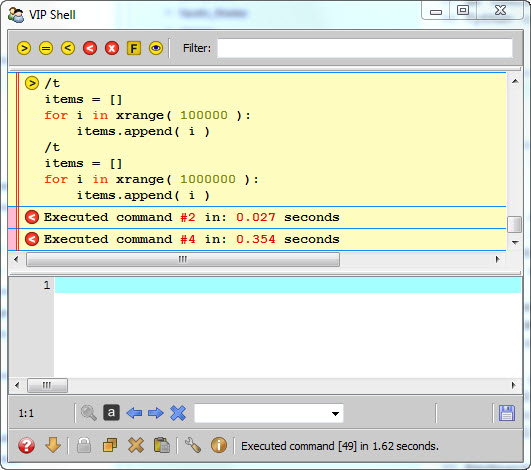 VIP Shell
Filter:
/t
items = []
for i in xrange( 100000 ):
    items.append( i )
/t
items = []
for i in xrange( 1000000 ):
    items.append( i )
Executed command #2 in: 0.027 seconds
Executed command #4 in: 0.354 seconds
1
1:1
Executed command [49] in 1.62 seconds.